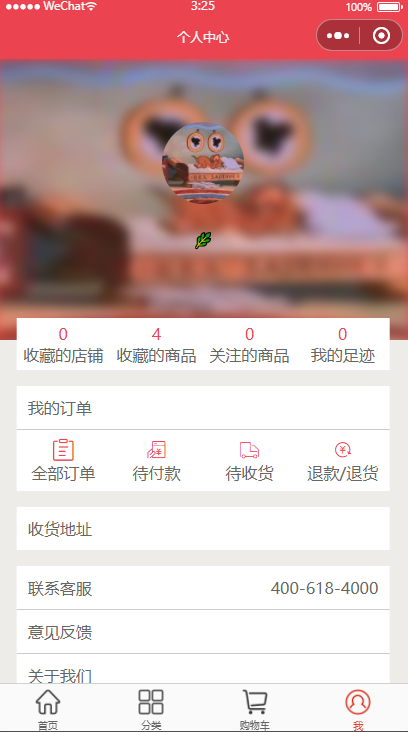 WeChat 3:25 100%
个人中心
0 4 0 0
收藏的店铺 收藏的商品 关注的商品 我的足迹
我的订单
全部订单 待付款 待收货 退款/退货
收货地址
联系客服 400-618-4000
意见反馈
关于我们
首页 分类 购物车 我